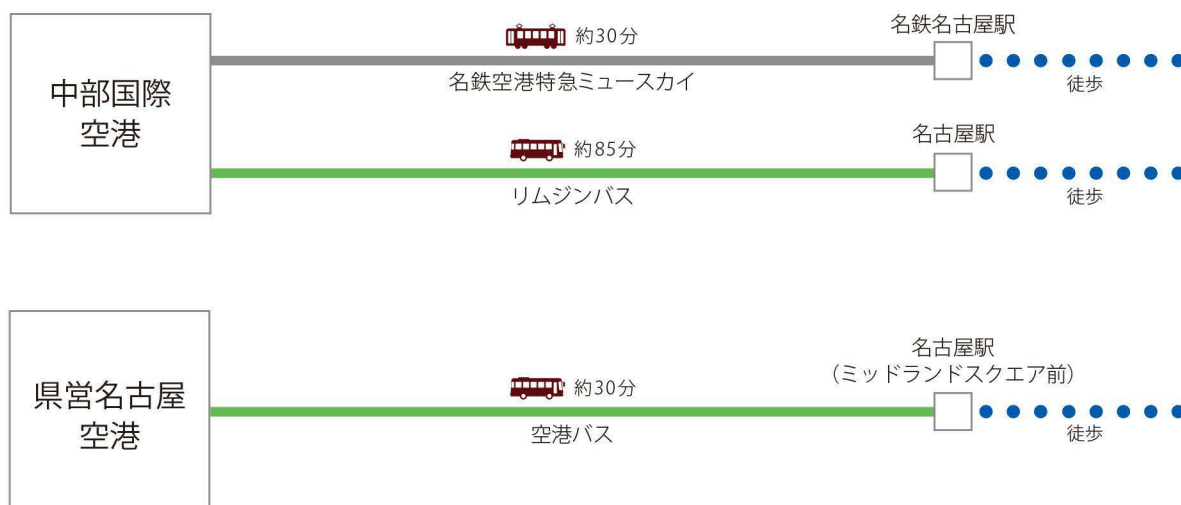 中部国際
空港
約30分
名鉄空港特急ミュースカイ
名鉄名古屋駅
徒歩
約85分
リムジンバス
名古屋駅
徒歩
県営名古屋
空港
約30分
空港バス
名古屋駅
（ミッドランドスクエア前）
徒歩